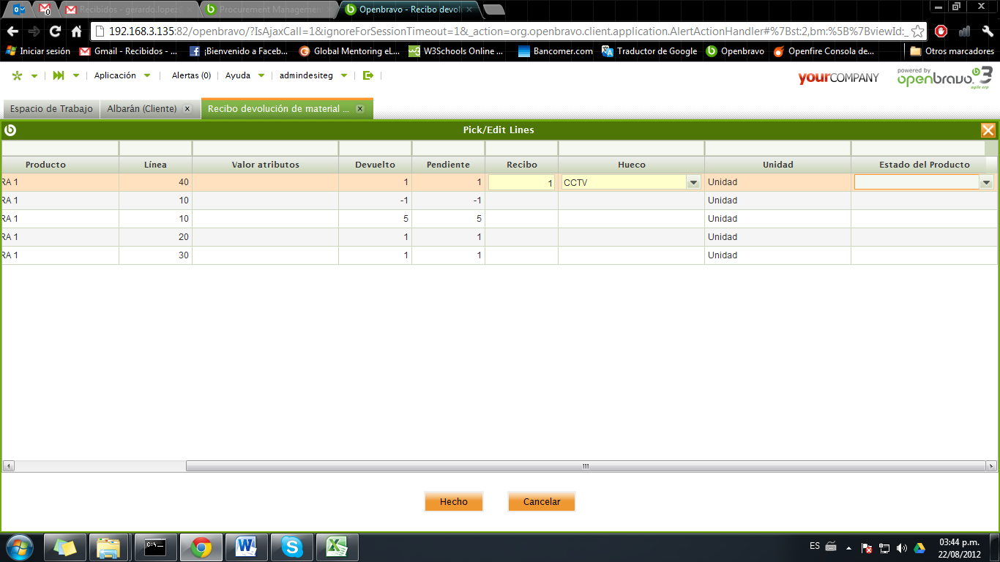 Recibidos - gerardo.lopez
Procurement Management
Openbravo - Recibo devol
192.168.3.135:82/openbravo/?IsAjaxCall=1&ignoreForSessionTimeout=1&_action=org.openbravo.client.application.AlertActionHandler#%7Bst:2,bm:%5B%7BviewId:_
Iniciar sesión
Gmail - Recibidos - ...
¡Bienvenido a Faceb...
Global Mentoring eL...
W3Schools Online ...
Bancomer.com
Traductor de Google
Openbravo
Openfire Consola de...
Otros marcadores
Aplicación
Alertas (0)
Ayuda
admindesiteg
yourCOMPANY
powered by
openbravo 3
agile erp
Espacio de Trabajo
Albarán (Cliente)
Recibo devolución de material ...
Pick/Edit Lines
Producto Línea Valor atributos Devuelto Pendiente Recibo Hueco Unidad Estado del Producto
RA 1 40 1 1 1 CCTV Unidad
RA 1 10 -1 -1 Unidad
RA 1 10 5 5 Unidad
RA 1 20 1 1 Unidad
RA 1 30 1 1 Unidad
Hecho
Cancelar
ES
03:44 p.m.
22/08/2012